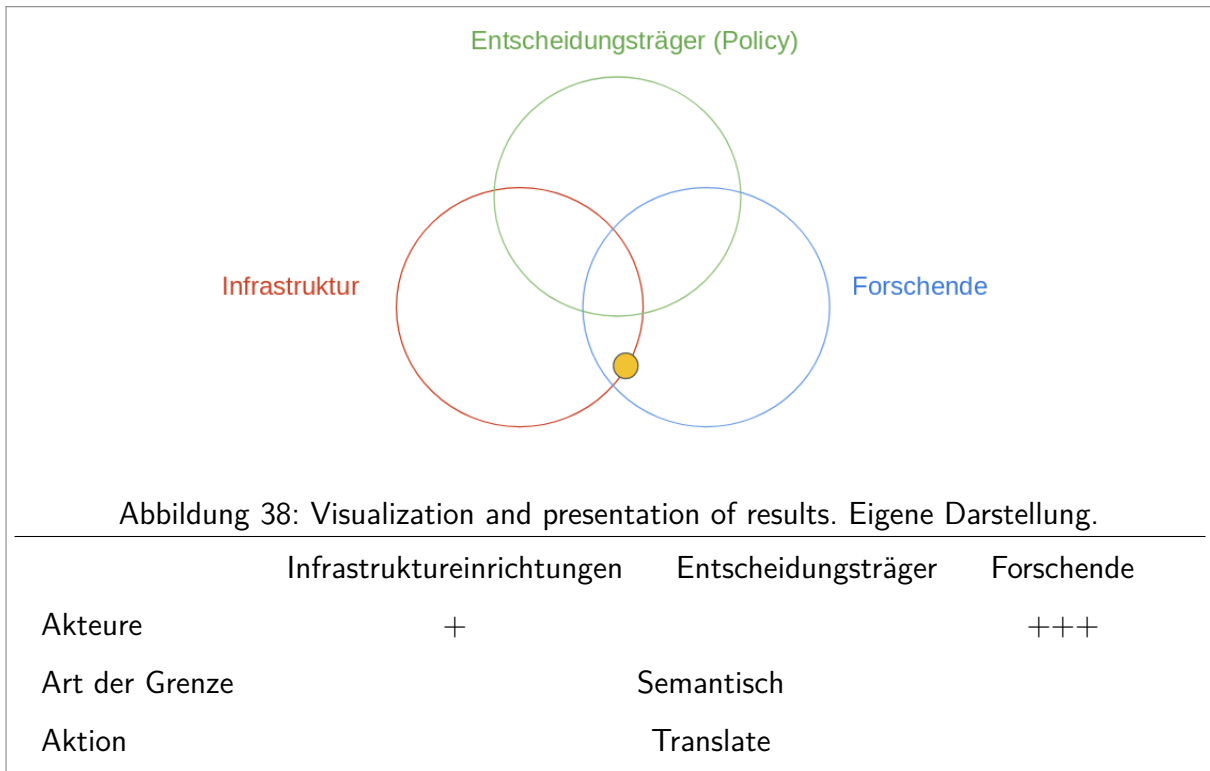 Entscheidungsträger (Policy)
Infrastruktur
Forschende
Abbildung 38: Visualization and presentation of results. Eigene Darstellung.
Infrastruktureinrichtungen Entscheidungsträger Forschende
Akteure + +++
Art der Grenze Semantisch
Aktion Translate